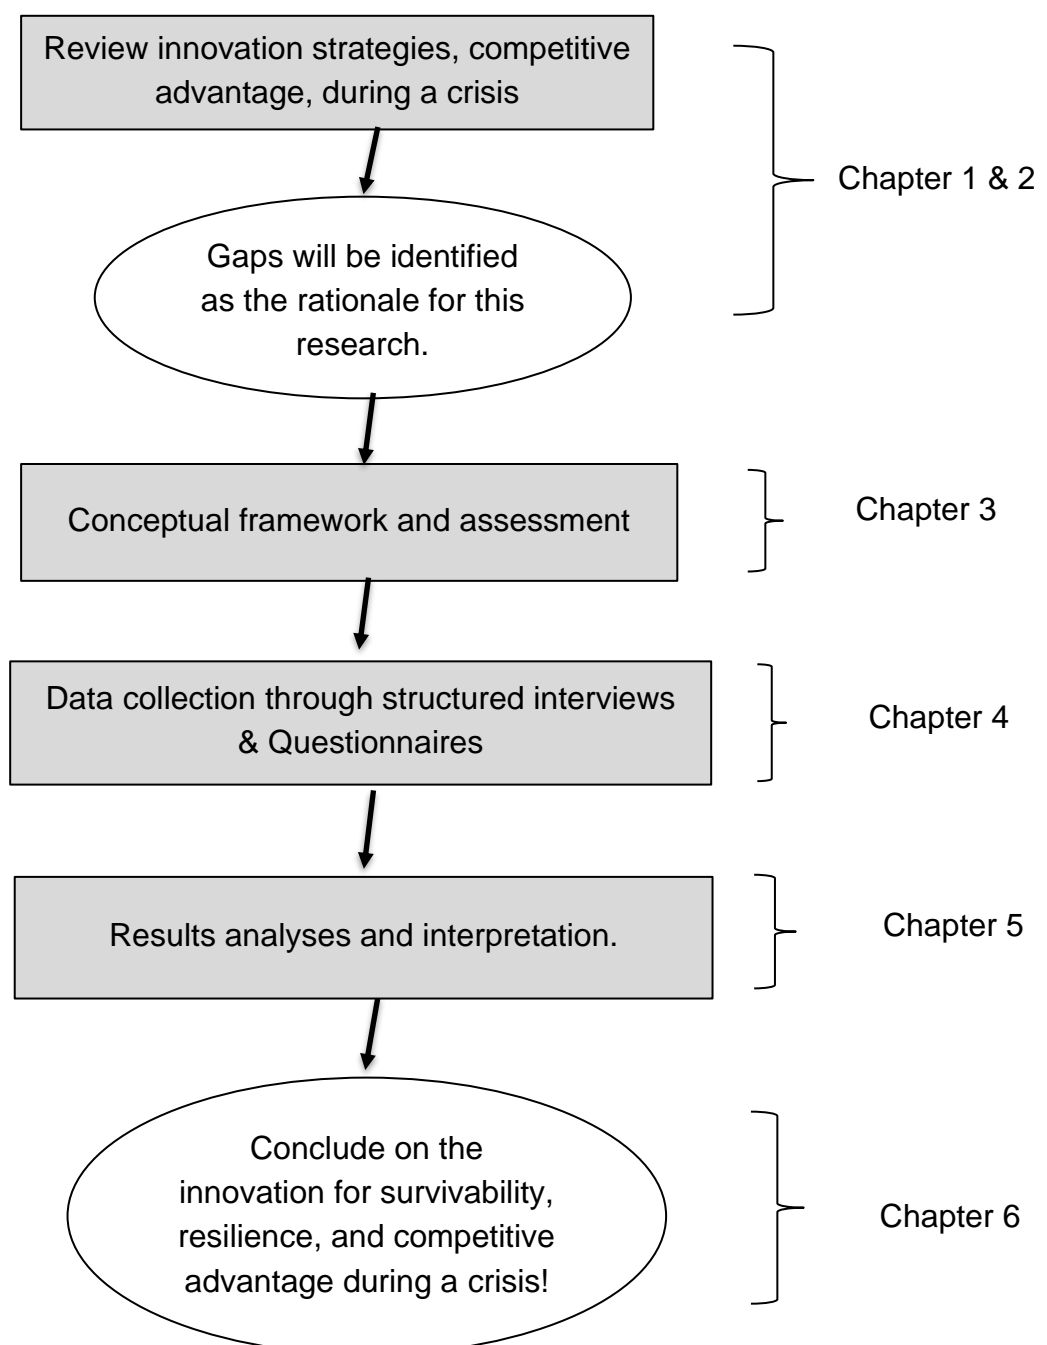 Review innovation strategies, competitive
advantage, during a crisis
Chapter 1 & 2
Gaps will be identified
as the rationale for this
research.
Conceptual framework and assessment
Chapter 3
Data collection through structured interviews
& Questionnaires
Chapter 4
Results analyses and interpretation.
Chapter 5
Conclude on the
innovation for survivability,
resilience, and competitive
advantage during a crisis!
Chapter 6